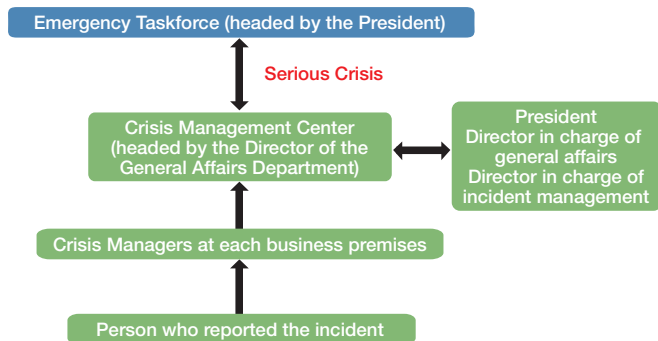 Emergency Taskforce (headed by the President)
Serious Crisis
Crisis Management Center
(headed by the Director of the
General Affairs Department)
President
Director in charge of
general affairs
Director in charge of
incident management
Crisis Managers at each business premises
Person who reported the incident